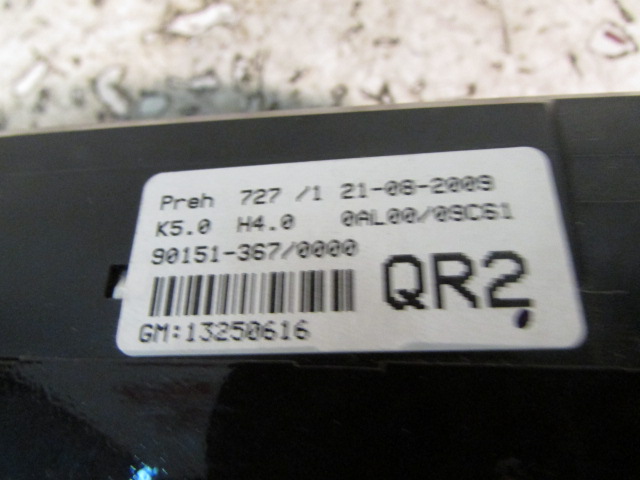 Preh 727 /1 21-08-2009
K5.0 H4.0 0AL00/09C61
90151-367/0000
QR2
GM:13250616